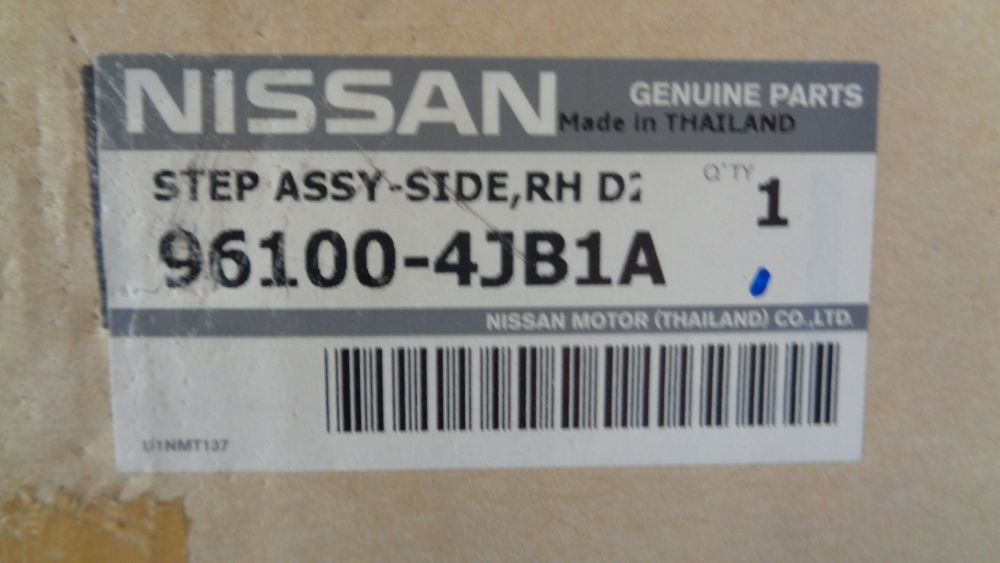 NISSAN GENUINE PARTS
Made in THAILAND
STEP ASSY-SIDE,RH D2
Q'TY 1
96100-4JB1A
NISSAN MOTOR (THAILAND) CO.,LTD.
U1NMT137